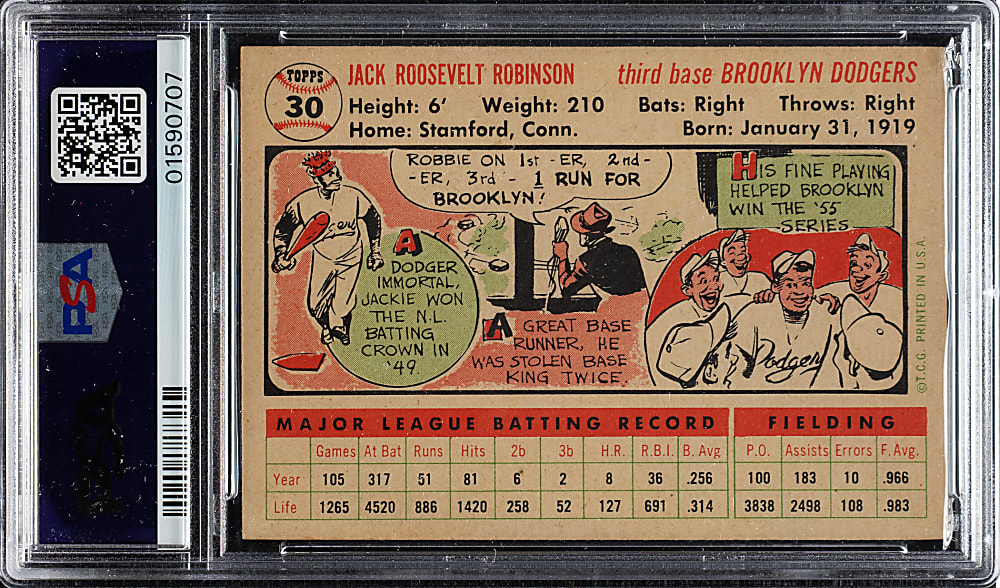 01590707
PSA
TOPPS
30
JACK ROOSEVELT ROBINSON third base BROOKLYN DODGERS
Height: 6' Weight: 210 Bats: Right Throws: Right
Home: Stamford, Conn. Born: January 31, 1919
ROBBIE ON 1st -ER, 2nd-
-ER, 3rd - 1 RUN FOR
BROOKLYN!
HIS FINE PLAYING
HELPED BROOKLYN
WIN THE '55
SERIES
A
DODGER
IMMORTAL,
JACKIE WON
THE N.L.
BATTING
CROWN IN
'49.
A GREAT BASE
RUNNER, HE
WAS STOLEN BASE
KING TWICE.
Dodgers
©T.C.G. PRINTED IN U.S.A.
MAJOR LEAGUE BATTING RECORD FIELDING
Games At Bat Runs Hits 2b 3b H.R. R.B.I. B. Avg P.O. Assists Errors F. Avg.
Year 105 317 51 81 6 2 8 36 .256 100 183 10 .966
Life 1265 4520 886 1420 258 52 127 691 .314 3838 2498 108 .983